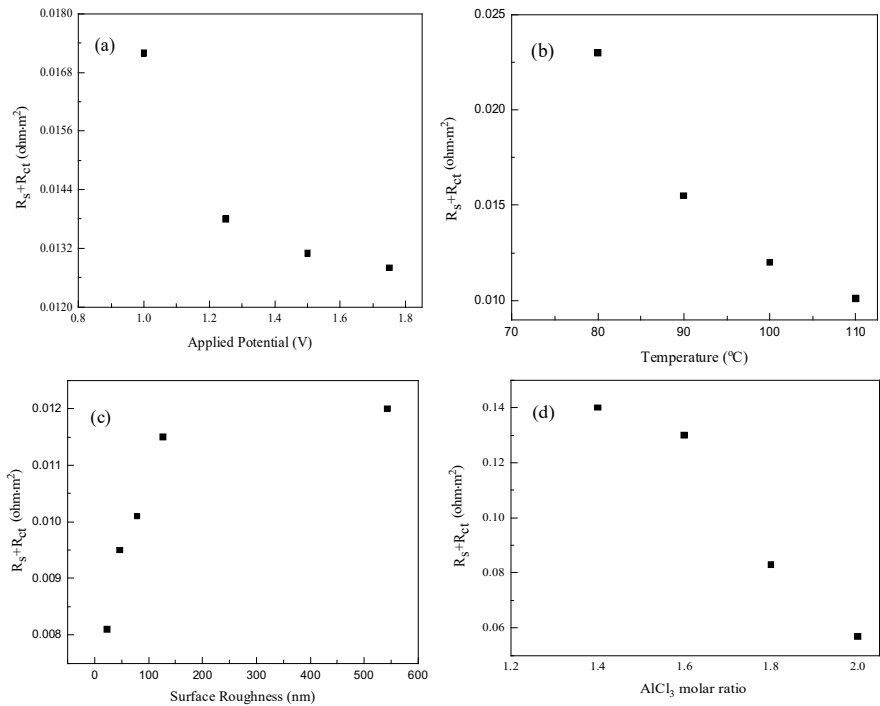 (a)
0.0180
0.0168
0.0156
0.0144
0.0132
0.0120
Rs+Rct (ohm·m²)
0.8 1.0 1.2 1.4 1.6 1.8
Applied Potential (V)
(b)
0.025
0.020
0.015
0.010
Rs+Rct (ohm·m²)
70 80 90 100 110
Temperature (°C)
(c)
0.012
0.011
0.010
0.009
0.008
Rs+Rct (ohm·m²)
0 100 200 300 400 500 600
Surface Roughness (nm)
(d)
0.14
0.12
0.10
0.08
0.06
Rs+Rct (ohm·m²)
1.2 1.4 1.6 1.8 2.0
AlCl₃ molar ratio